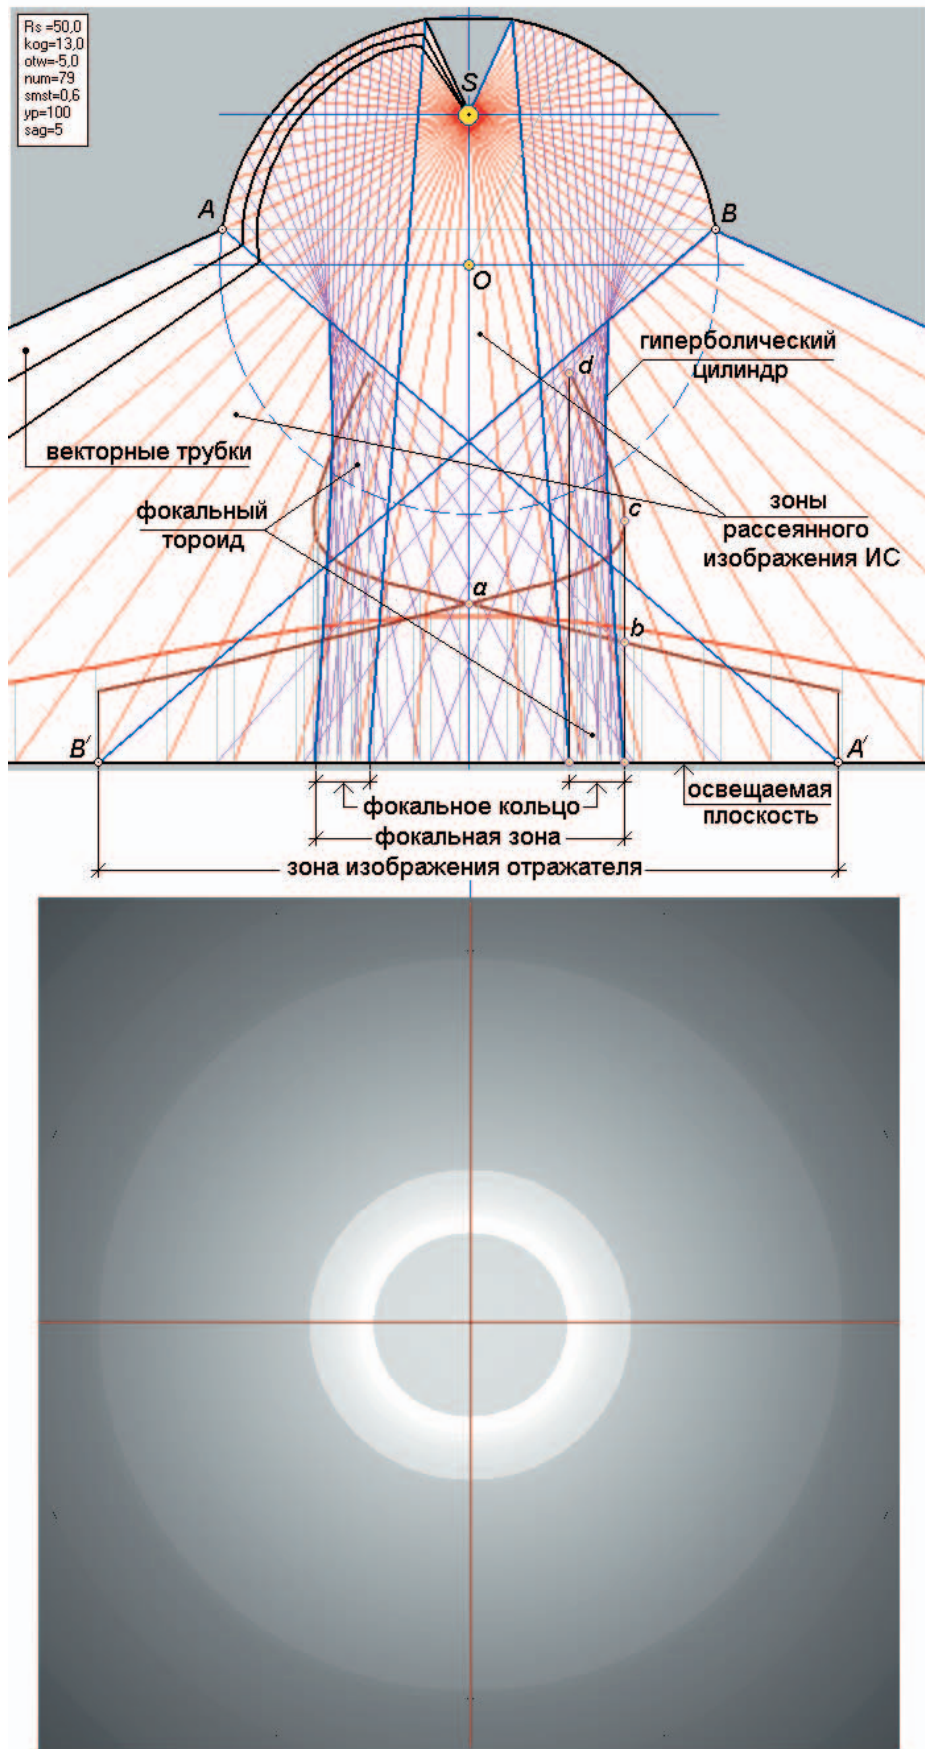 Rs =50,0
kog=13,0
otw=-5,0
num=79
smst=0,6
yp=100
sag=5
S
A
B
O
гиперболический
цилиндр
d
векторные трубки
фокальный
тороид
c
зоны
рассеянного
изображения ИС
a
b
B′
A′
фокальное кольцо
освещаемая
плоскость
фокальная зона
зона изображения отражателя